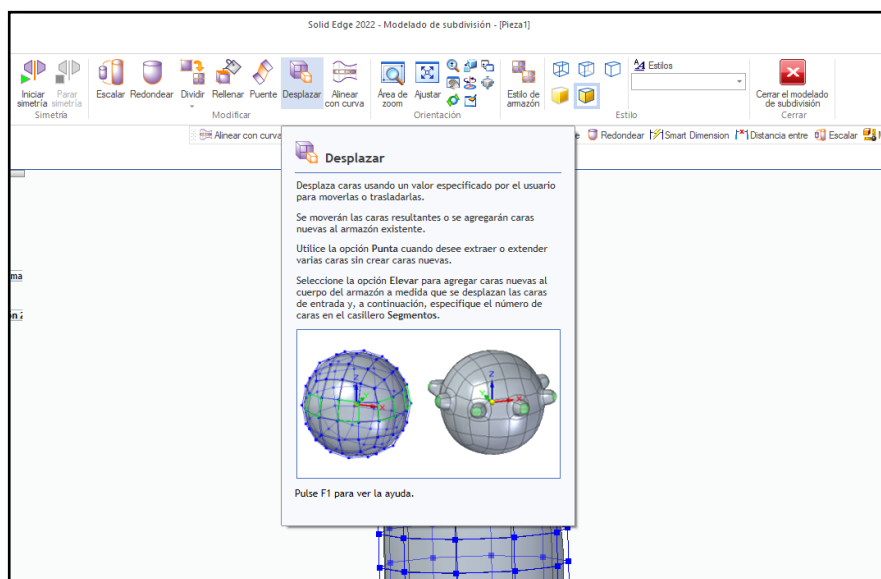 Solid Edge 2022 - Modelado de subdivisión - [Pieza1]
Iniciar simetría
Parar simetría
Simetría
Escalar Redondear Dividir Rellenar Puente Desplazar Alinear con curva
Modificar
Área de zoom Ajustar
Orientación
Estilo de armazón
Estilos
Estilo
Cerrar el modelado de subdivisión
Cerrar
Alinear con curva
Redondear Smart Dimension Distancia entre Escalar
Desplazar
Desplaza caras usando un valor especificado por el usuario
para moverlas o trasladarlas.
Se moverán las caras resultantes o se agregarán caras
nuevas al armazón existente.
Utilice la opción Punta cuando desee extraer o extender
varias caras sin crear caras nuevas.
Seleccione la opción Elevar para agregar caras nuevas al
cuerpo del armazón a medida que se desplazan las caras
de entrada y, a continuación, especifique el número de
caras en el casillero Segmentos.
Z
Y
X
Z
Y
X
Pulse F1 para ver la ayuda.